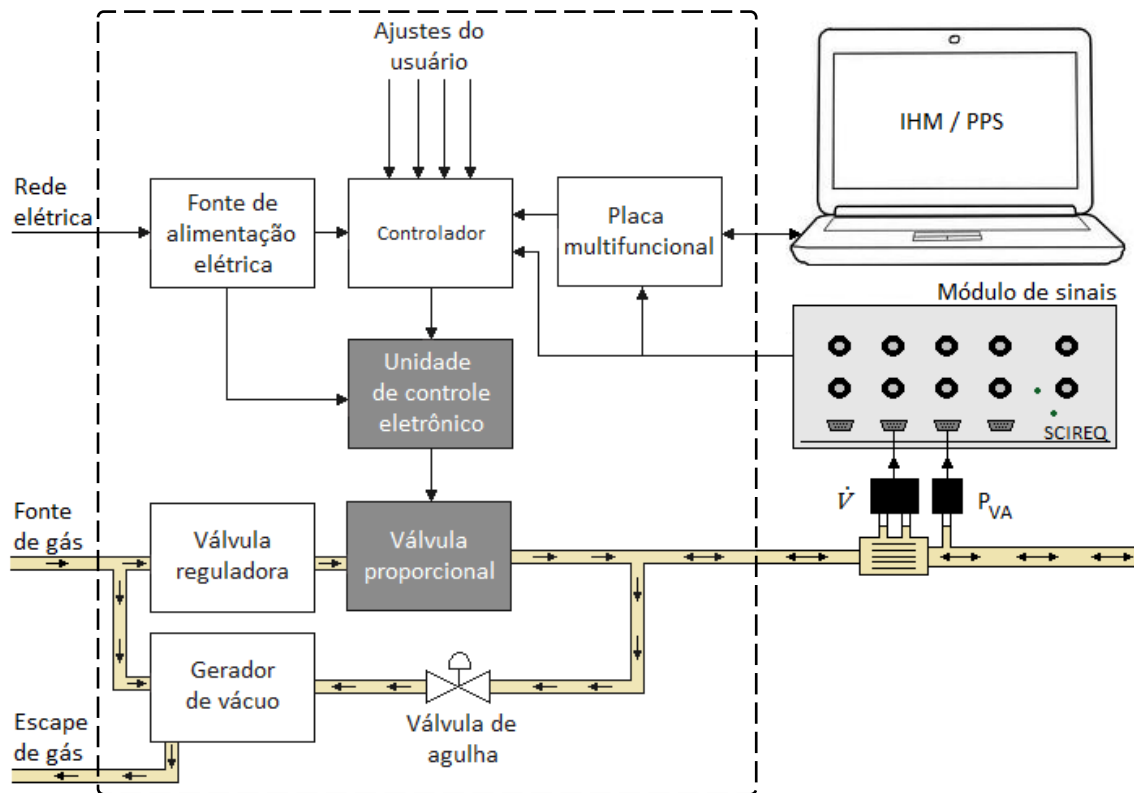 Ajustes do
usuário
IHM / PPS
Rede
elétrica
Fonte de
alimentação
elétrica
Controlador
Placa
multifuncional
Módulo de sinais
Unidade
de controle
eletrônico
SCIREQ
V̇
P_VA
Fonte
de gás
Válvula
reguladora
Válvula
proporcional
Gerador
de vácuo
Válvula de
agulha
Escape
de gás